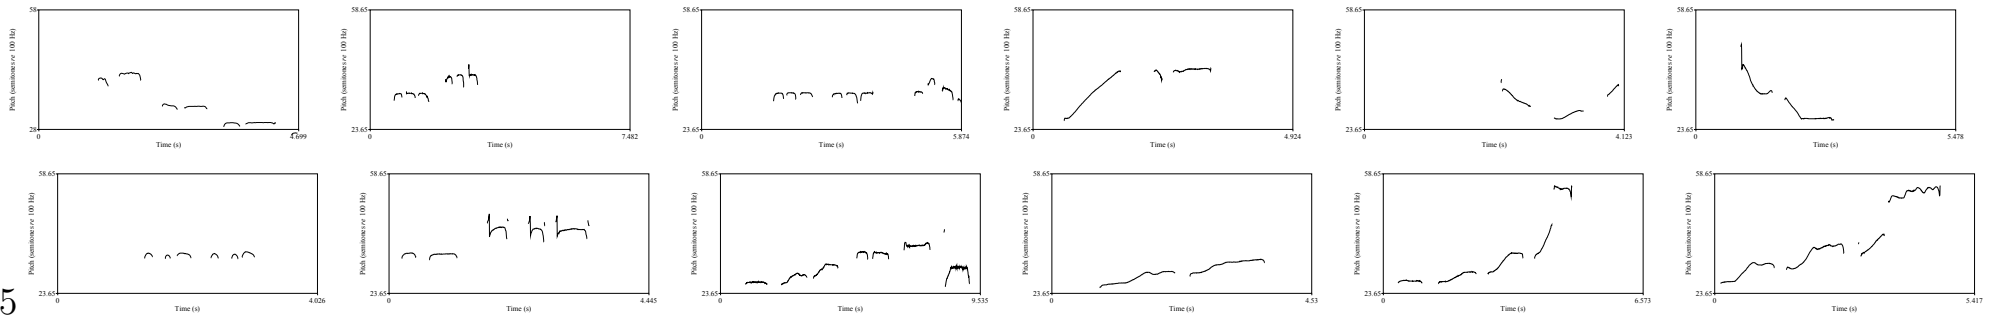 58 58.65 58.65 58.65 58.65 58.65
Pitch (semitones re 100 Hz) Pitch (semitones re 100 Hz) Pitch (semitones re 100 Hz) Pitch (semitones re 100 Hz) Pitch (semitones re 100 Hz) Pitch (semitones re 100 Hz)
28 23.65 23.65 23.65 23.65 23.65
0 4.699 0 7.482 0 5.874 0 4.924 0 4.123 0 5.478
Time (s) Time (s) Time (s) Time (s) Time (s) Time (s)
58.65 58.65 58.65 58.65 58.65 58.65
Pitch (semitones re 100 Hz) Pitch (semitones re 100 Hz) Pitch (semitones re 100 Hz) Pitch (semitones re 100 Hz) Pitch (semitones re 100 Hz) Pitch (semitones re 100 Hz)
23.65 23.65 23.65 23.65 23.65 23.65
5 0 4.026 0 4.445 0 9.535 0 4.53 0 6.573 0 5.417
Time (s) Time (s) Time (s) Time (s) Time (s) Time (s)